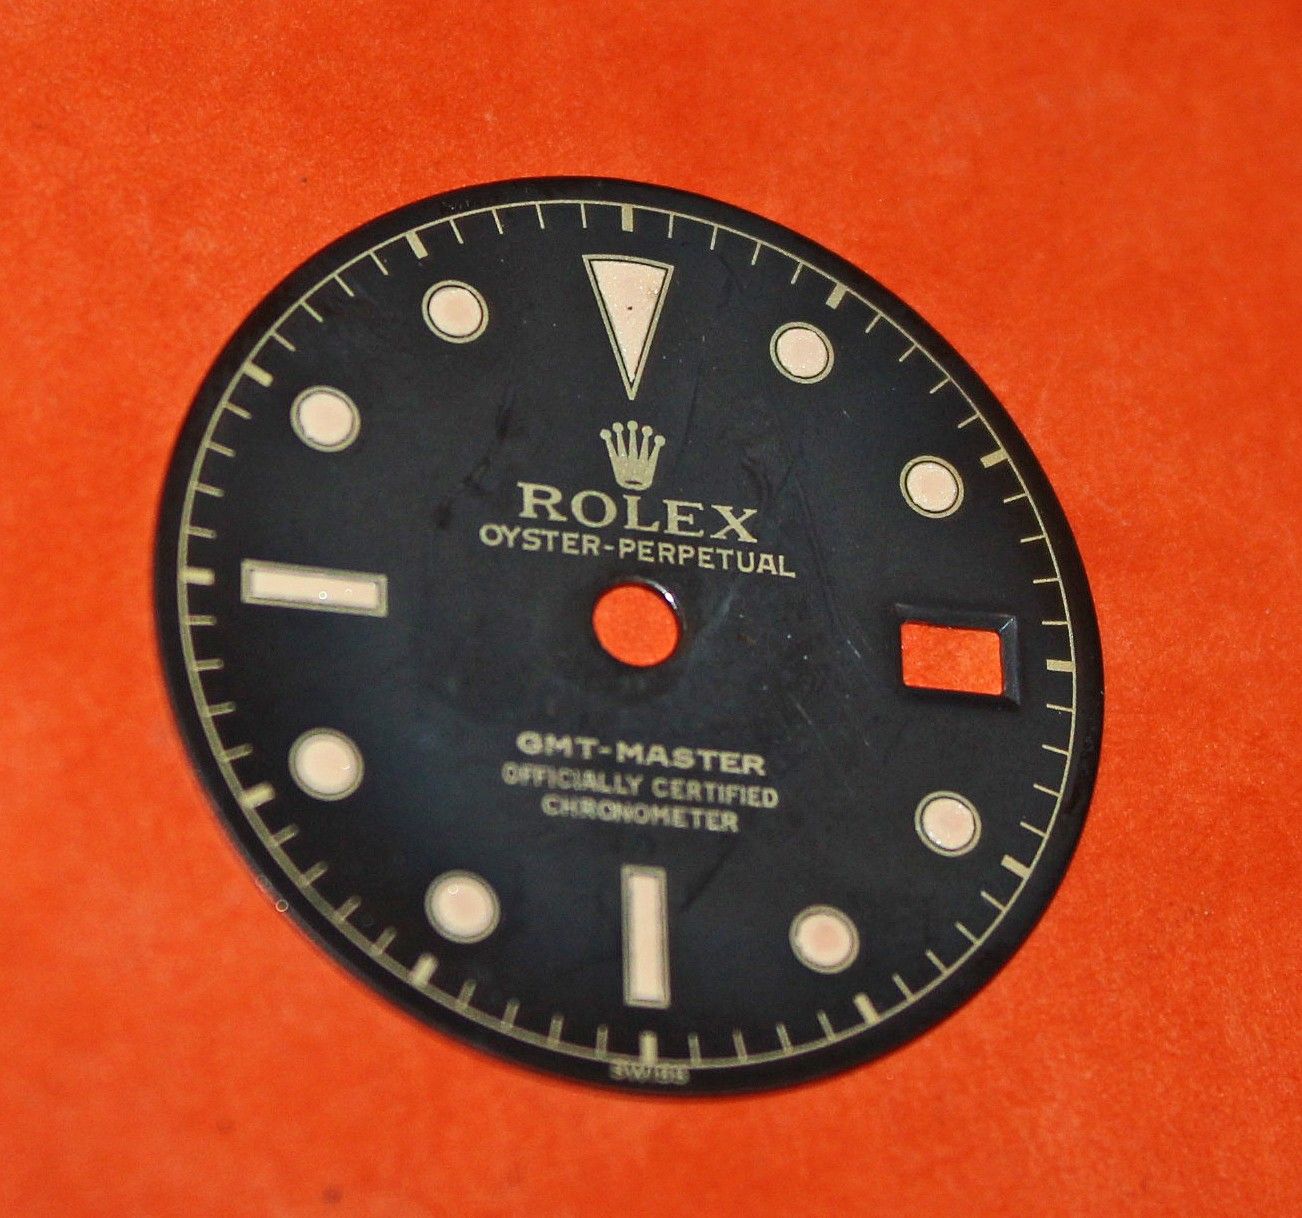 ROLEX
OYSTER-PERPETUAL
GMT-MASTER
OFFICIALLY CERTIFIED
CHRONOMETER
SWISS